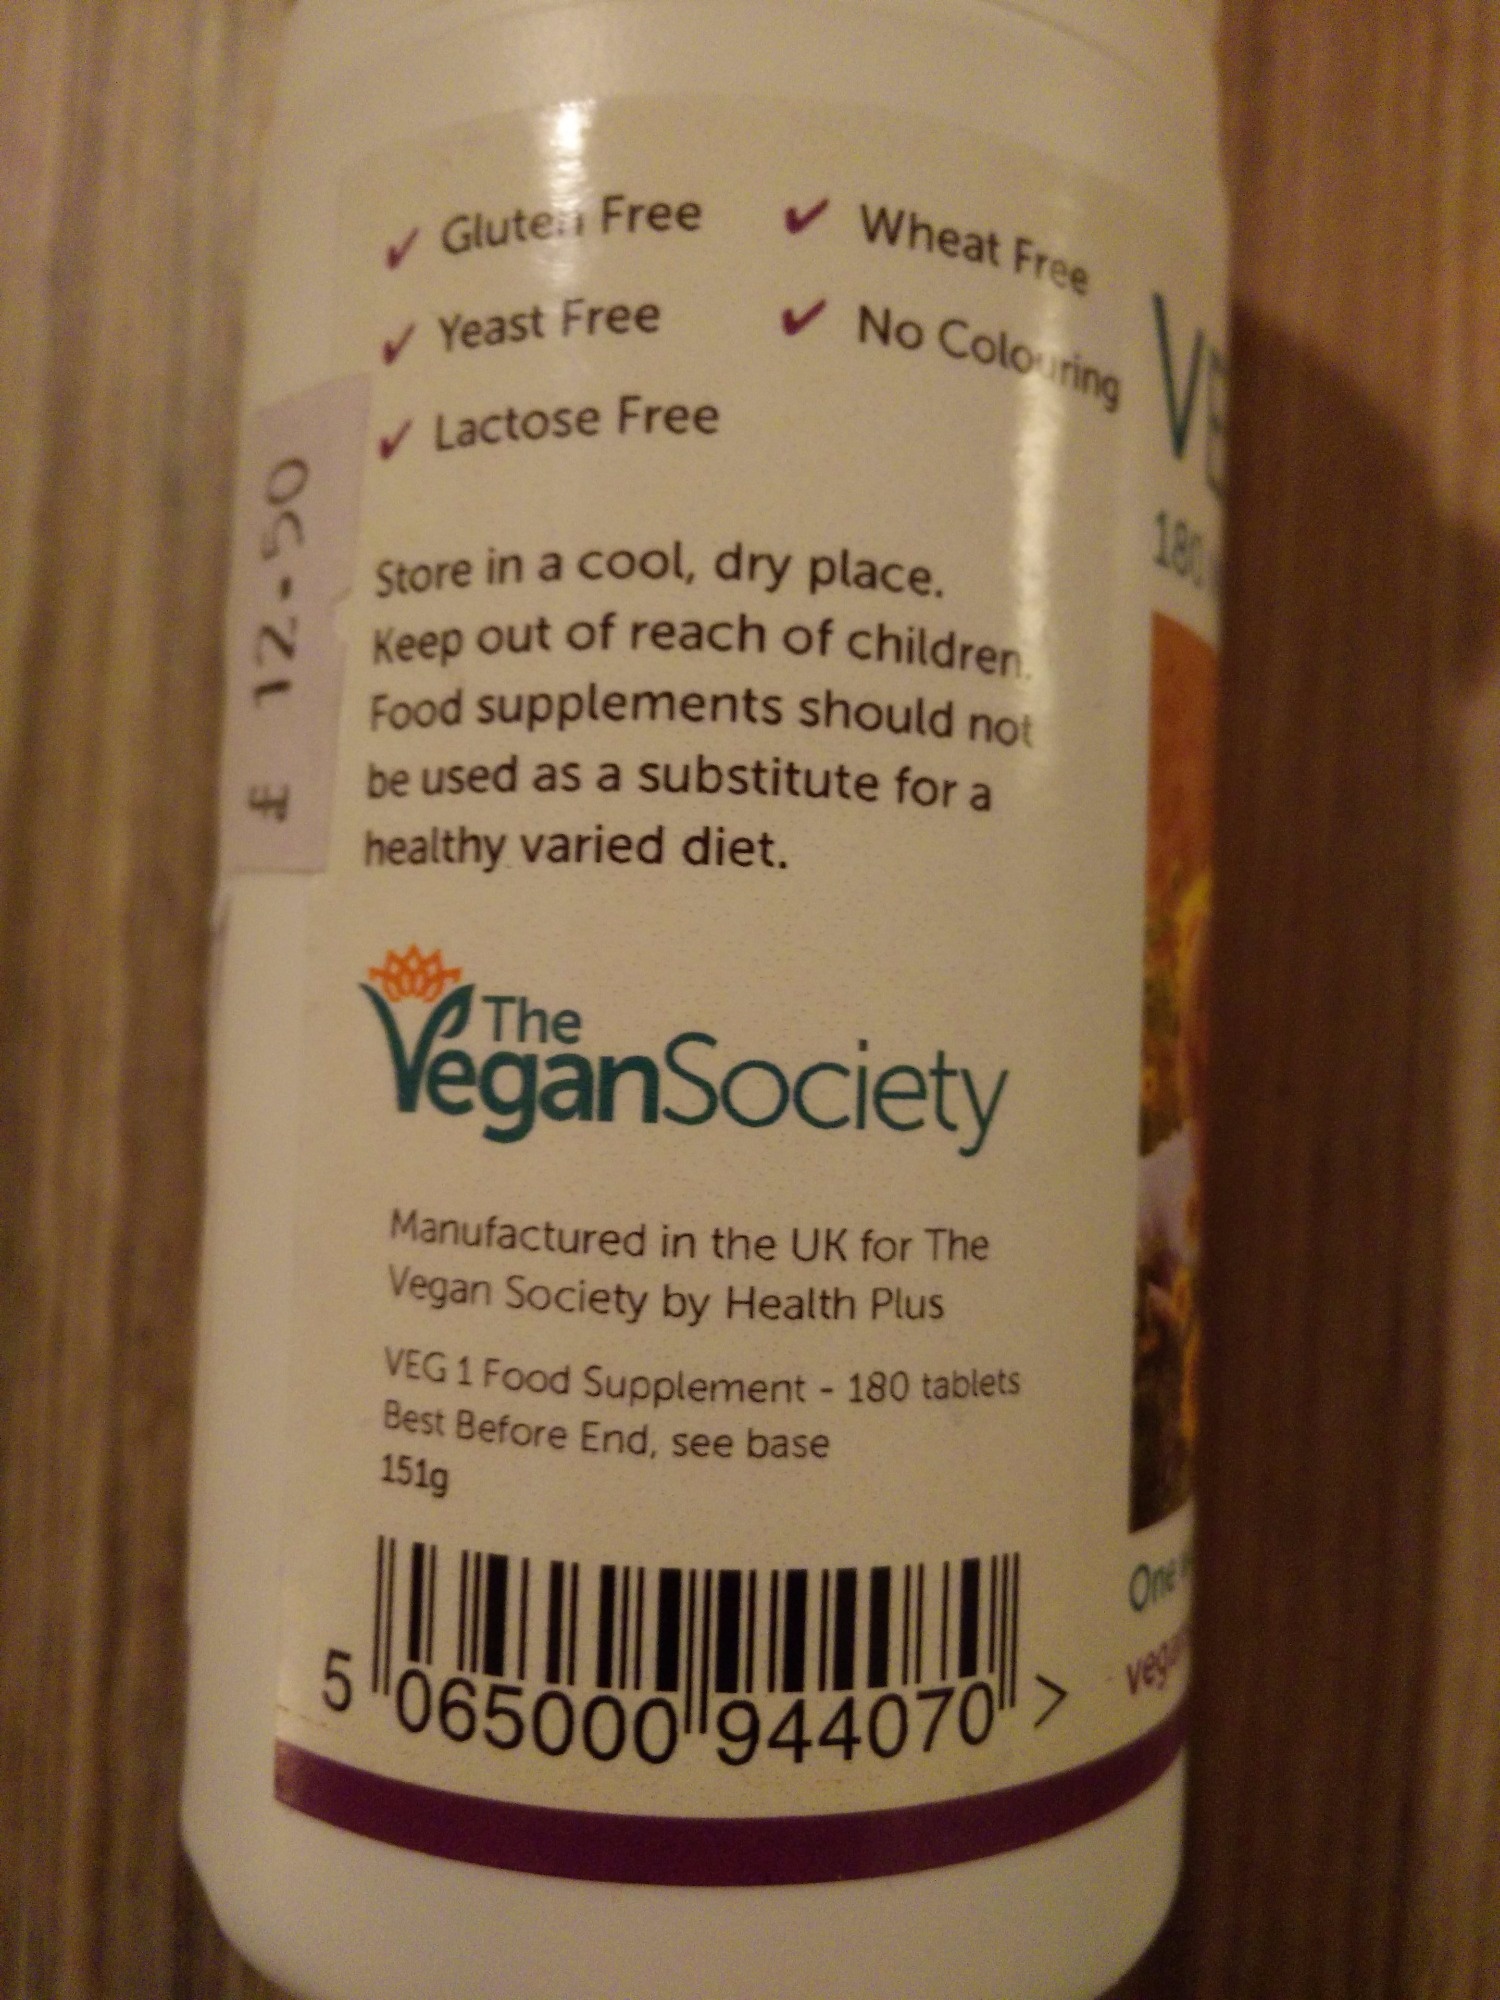 ✓ Gluten Free ✓ Wheat Free
✓ Yeast Free ✓ No Colouring
✓ Lactose Free
£ 12-50
Store in a cool, dry place.
Keep out of reach of children.
Food supplements should not
be used as a substitute for a
healthy varied diet.
The
VeganSociety
Manufactured in the UK for The
Vegan Society by Health Plus
VEG 1 Food Supplement - 180 tablets
Best Before End, see base
151g
5 065000 944070 >
180
One